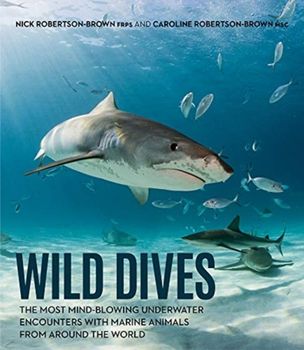 NICK ROBERTSON-BROWN FRPS AND CAROLINE ROBERTSON-BROWN MSC
WILD DIVES
THE MOST MIND-BLOWING UNDERWATER
ENCOUNTERS WITH MARINE ANIMALS
FROM AROUND THE WORLD